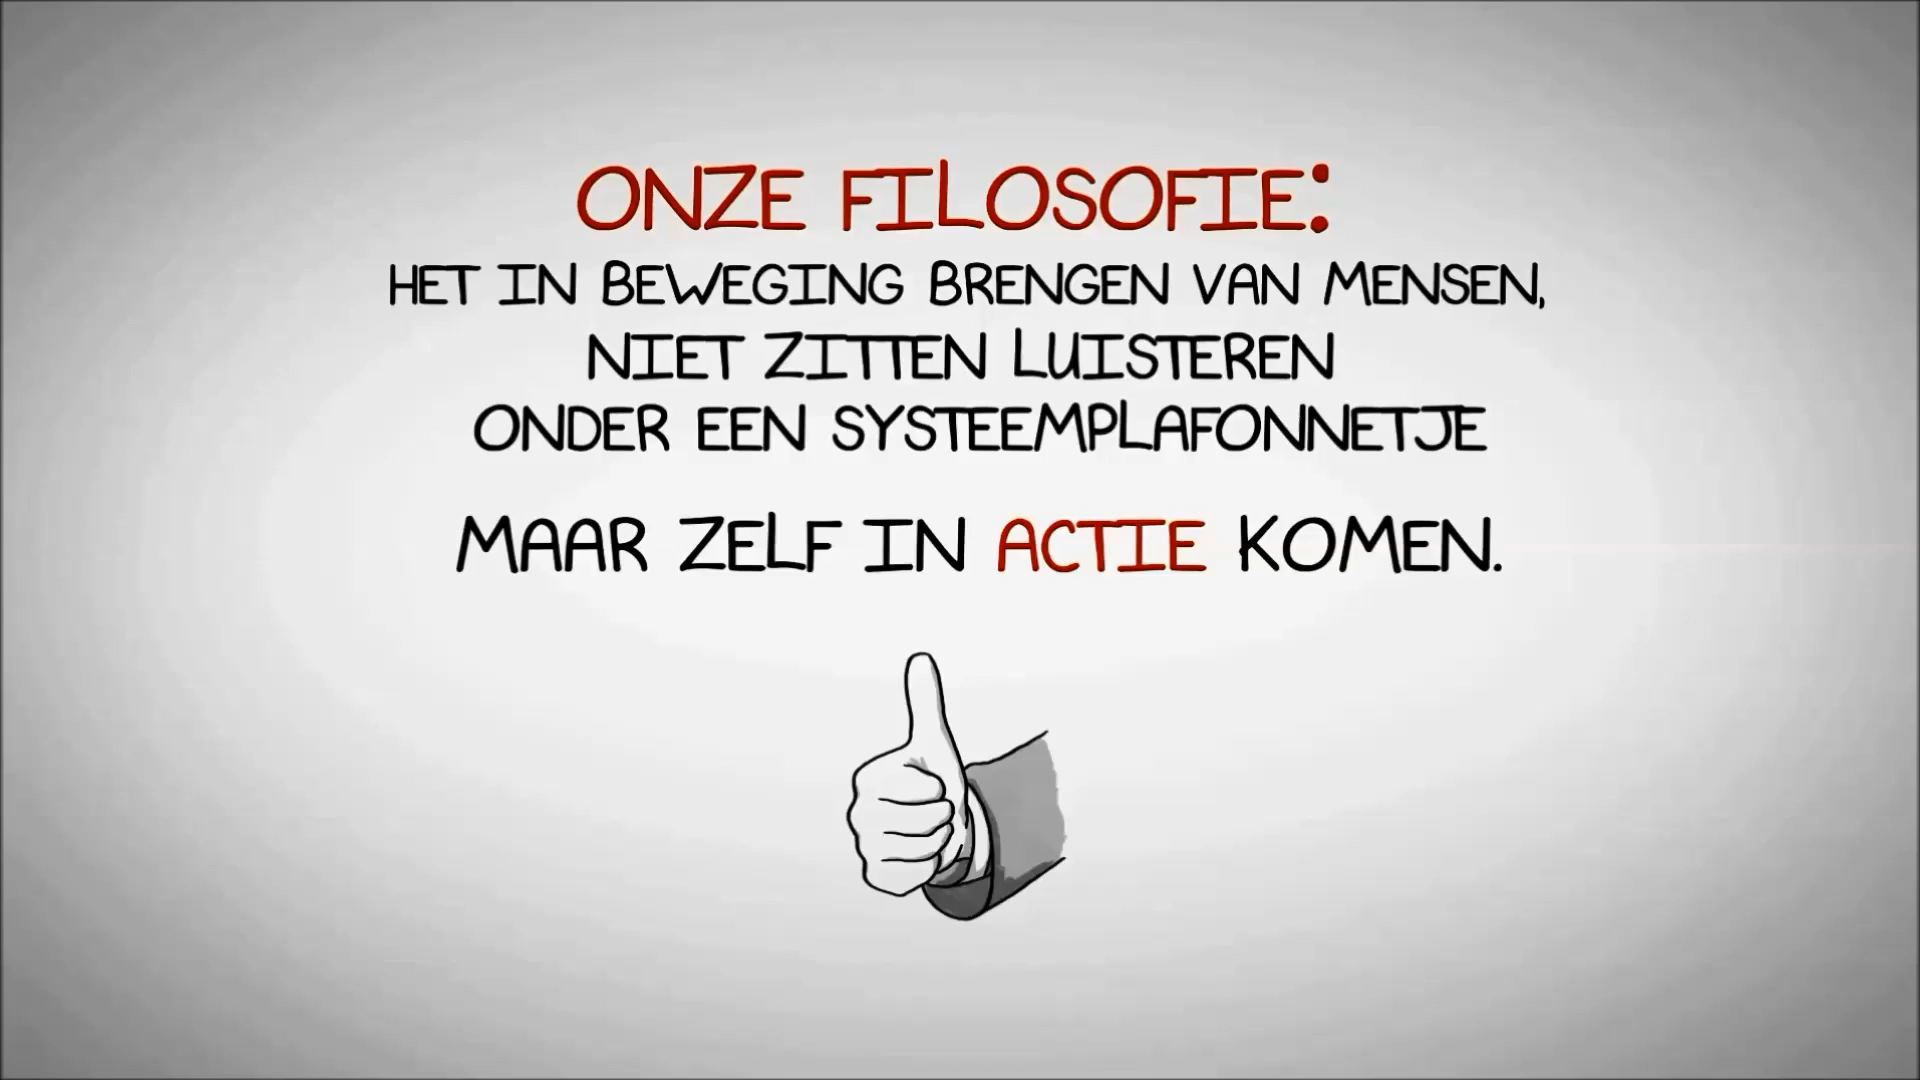 ONZE FILOSOFIE:
HET IN BEWEGING BRENGEN VAN MENSEN,
NIET ZITTEN LUISTEREN
ONDER EEN SYSTEEMPLAFONNETJE
MAAR ZELF IN ACTIE KOMEN.